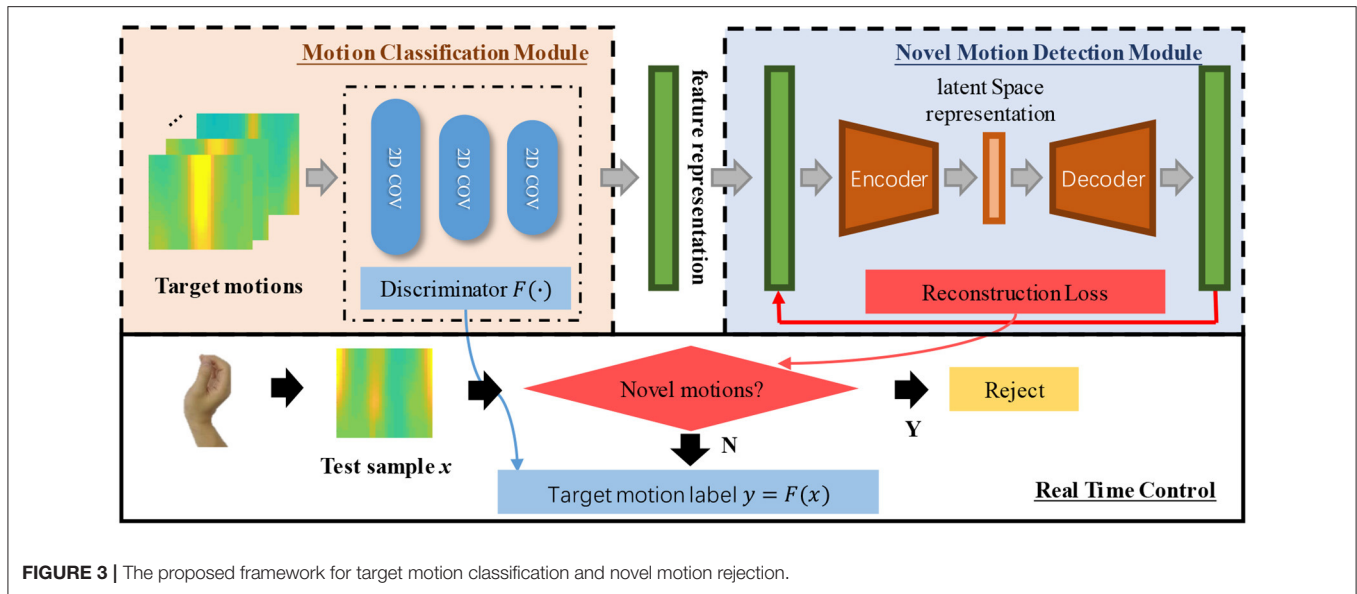 Motion Classification Module
2D COV
2D COV
2D COV
Target motions
Discriminator F(·)
feature representation
Novel Motion Detection Module
latent Space
representation
Encoder
Decoder
Reconstruction Loss
Test sample x
Novel motions?
Y
Reject
N
Target motion label y = F(x)
Real Time Control
FIGURE 3 | The proposed framework for target motion classification and novel motion rejection.